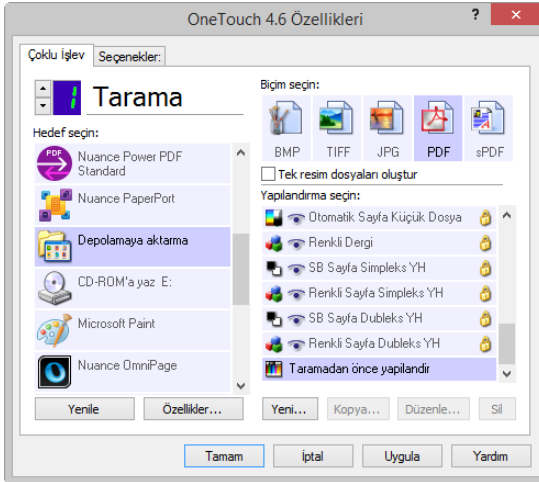 OneTouch 4.6 Özellikleri
?
×
Çoklu İşlev
Seçenekler:
1
Tarama
Hedef seçin:
PDF
Nuance Power PDF
Standard
Nuance PaperPort
Depolamaya aktarma
CD-ROM'a yaz E:
Microsoft Paint
Nuance OmniPage
Yenile
Özellikler...
Biçim seçin:
BMP
TIFF
JPG
PDF
sPDF
Tek resim dosyaları oluştur
Yapılandırma seçin:
Otomatik Sayfa Küçük Dosya
Renkli Dergi
SB Sayfa Simpleks YH
Renkli Sayfa Simpleks YH
SB Sayfa Dubleks YH
Renkli Sayfa Dubleks YH
Taramadan önce yapilandir
Yeni...
Kopya...
Düzenle...
Sil
Tamam
İptal
Uygula
Yardım